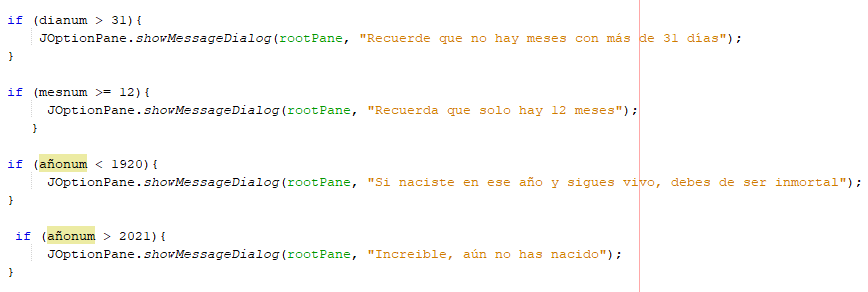 if (dianum > 31){
JOptionPane.showMessageDialog(rootPane, "Recuerde que no hay meses con más de 31 días");
}
if (mesnum >= 12){
JOptionPane.showMessageDialog(rootPane, "Recuerda que solo hay 12 meses");
}
if (añonum < 1920){
JOptionPane.showMessageDialog(rootPane, "Si naciste en ese año y sigues vivo, debes de ser inmortal");
}
if (añonum > 2021){
JOptionPane.showMessageDialog(rootPane, "Increible, aún no has nacido");
}